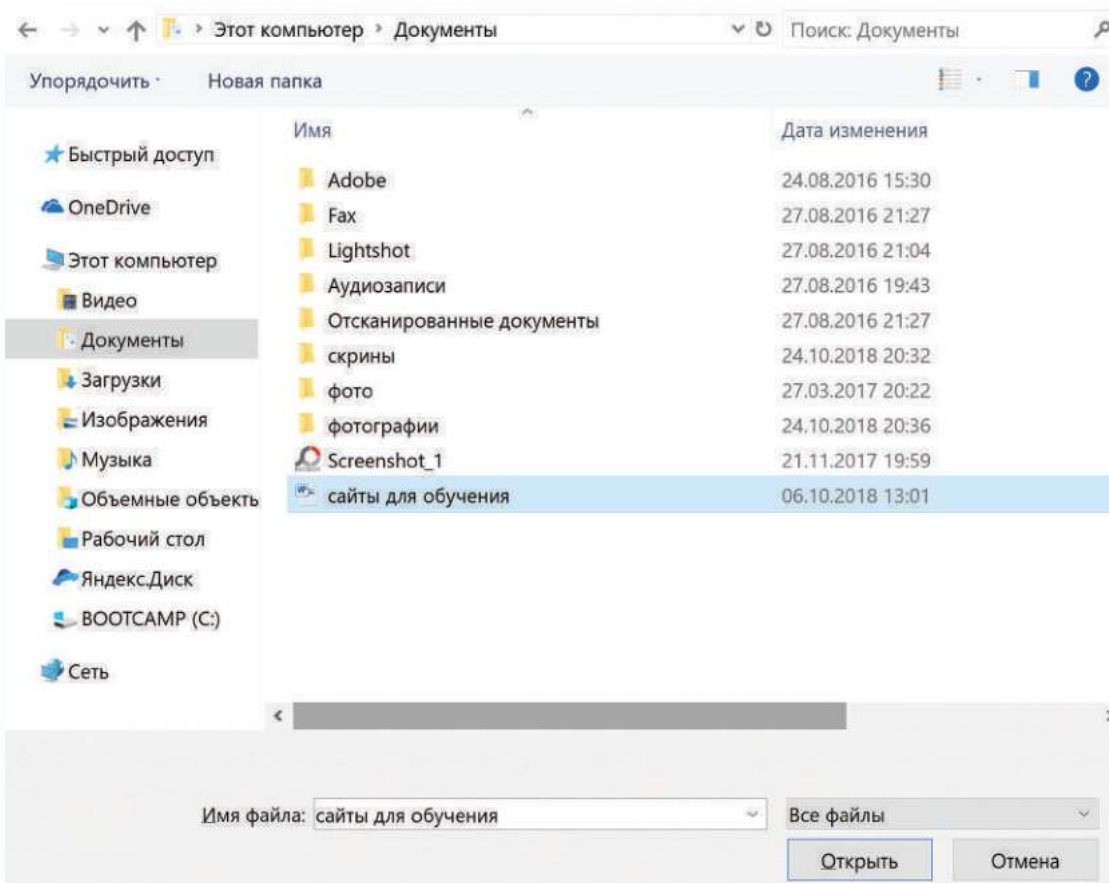 Этот компьютер > Документы
Поиск: Документы
Упорядочить
Новая папка
Имя
Дата изменения
Быстрый доступ
OneDrive
Этот компьютер
Видео
Документы
Загрузки
Изображения
Музыка
Объемные объекты
Рабочий стол
Яндекс.Диск
BOOTCAMP (C:)
Сеть
Adobe 24.08.2016 15:30
Fax 27.08.2016 21:27
Lightshot 27.08.2016 21:04
Аудиозаписи 27.08.2016 19:43
Отсканированные документы 27.08.2016 21:27
скрины 24.10.2018 20:32
фото 27.03.2017 20:22
фотографии 24.10.2018 20:36
Screenshot_1 21.11.2017 19:59
сайты для обучения 06.10.2018 13:01
Имя файла: сайты для обучения
Все файлы
Открыть
Отмена